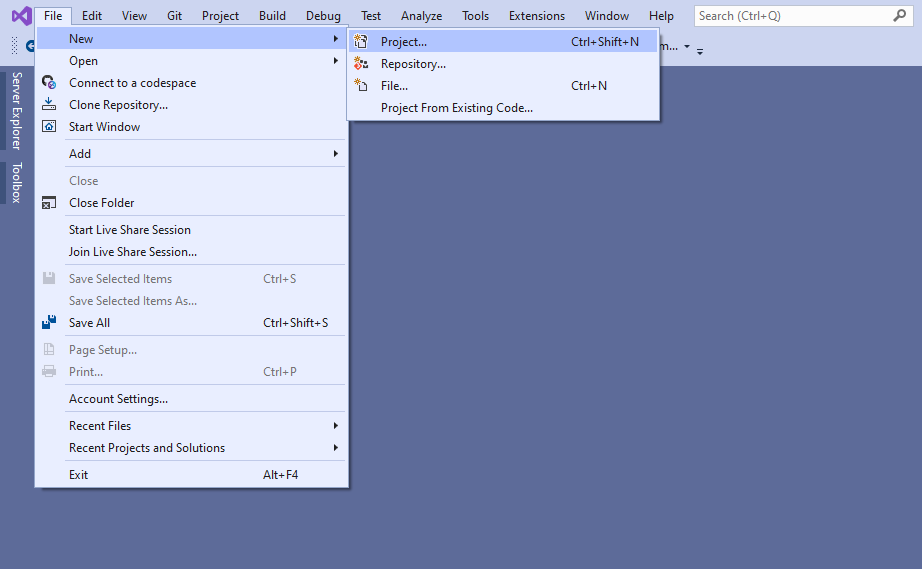 File Edit View Git Project Build Debug Test Analyze Tools Extensions Window Help Search (Ctrl+Q)
New
Project... Ctrl+Shift+N
m...
Repository...
File... Ctrl+N
Project From Existing Code...
Open
Connect to a codespace
Clone Repository...
Start Window
Add
Close
Close Folder
Start Live Share Session
Join Live Share Session...
Save Selected Items Ctrl+S
Save Selected Items As...
Save All Ctrl+Shift+S
Page Setup...
Print... Ctrl+P
Account Settings...
Recent Files
Recent Projects and Solutions
Exit Alt+F4
Server Explorer
Toolbox